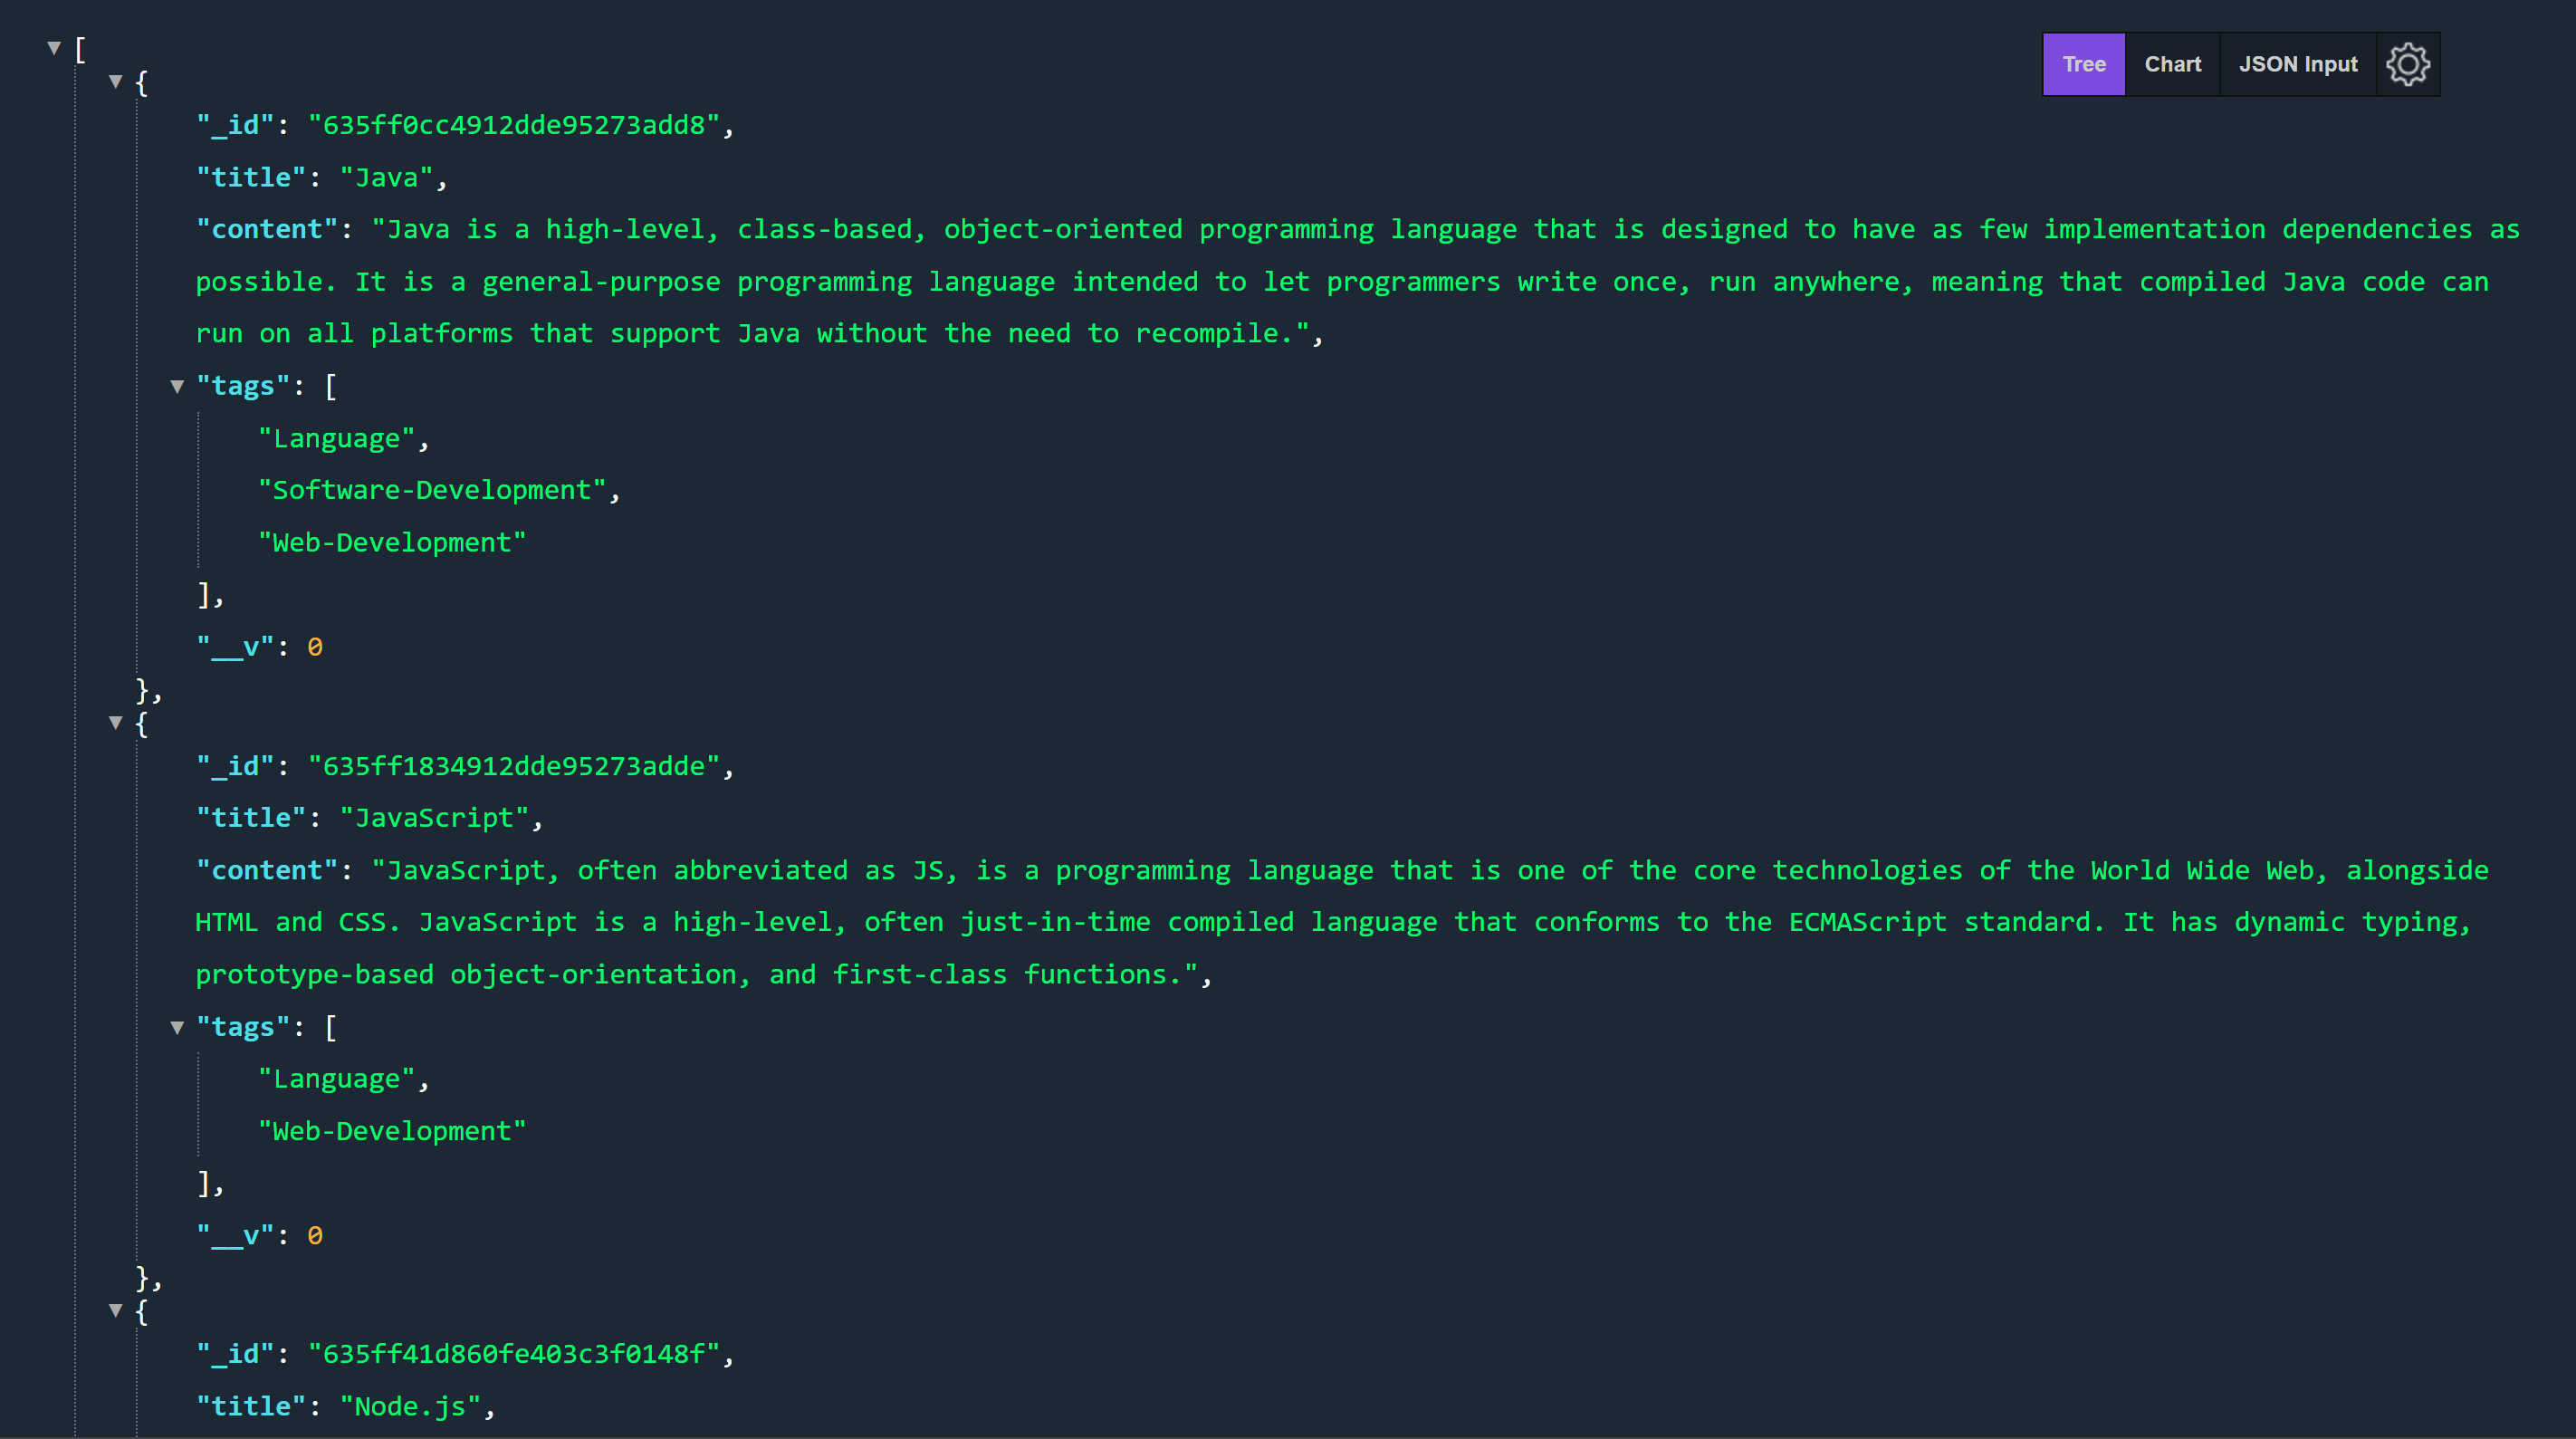 [
Tree Chart JSON Input
{
"_id": "635ff0cc4912dde95273add8",
"title": "Java",
"content": "Java is a high-level, class-based, object-oriented programming language that is designed to have as few implementation dependencies as
possible. It is a general-purpose programming language intended to let programmers write once, run anywhere, meaning that compiled Java code can
run on all platforms that support Java without the need to recompile.",
"tags": [
"Language",
"Software-Development",
"Web-Development"
],
"__v": 0
},
{
"_id": "635ff1834912dde95273adde",
"title": "JavaScript",
"content": "JavaScript, often abbreviated as JS, is a programming language that is one of the core technologies of the World Wide Web, alongside
HTML and CSS. JavaScript is a high-level, often just-in-time compiled language that conforms to the ECMAScript standard. It has dynamic typing,
prototype-based object-orientation, and first-class functions.",
"tags": [
"Language",
"Web-Development"
],
"__v": 0
},
{
"_id": "635ff41d860fe403c3f0148f",
"title": "Node.js",